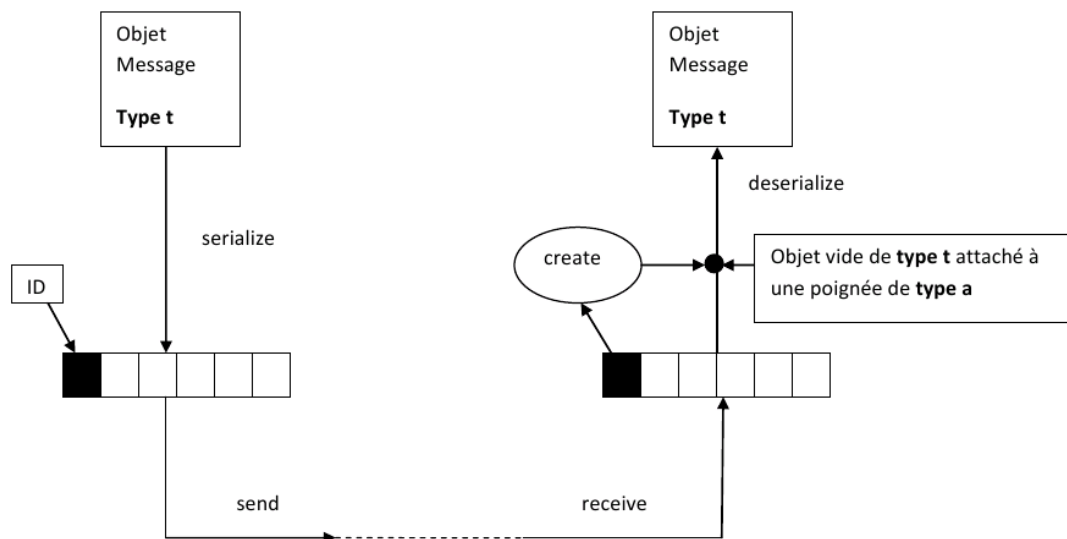 Objet
Message
Type t
Objet
Message
Type t
deserialize
serialize
create
Objet vide de type t attaché à
une poignée de type a
ID
send
receive